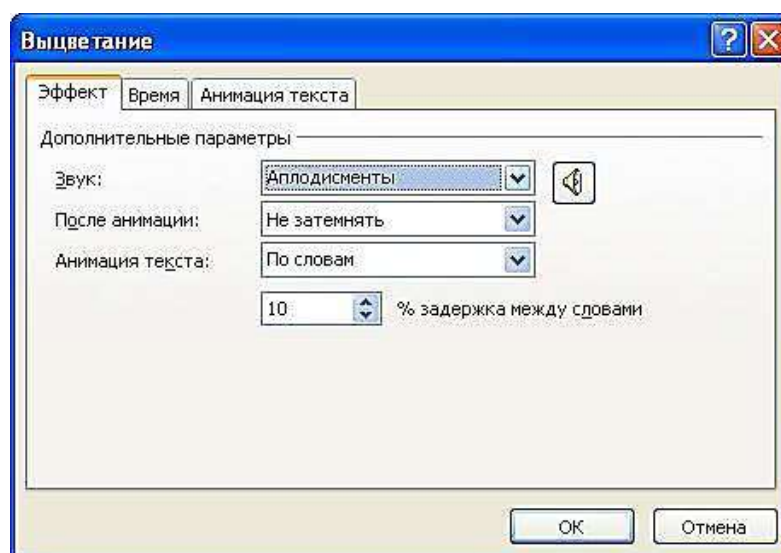 Выцветание
Эффект Время Анимация текста
Дополнительные параметры
Звук: Аплодисменты
После анимации: Не затемнять
Анимация текста: По словам
10 % задержка между словами
ОК Отмена